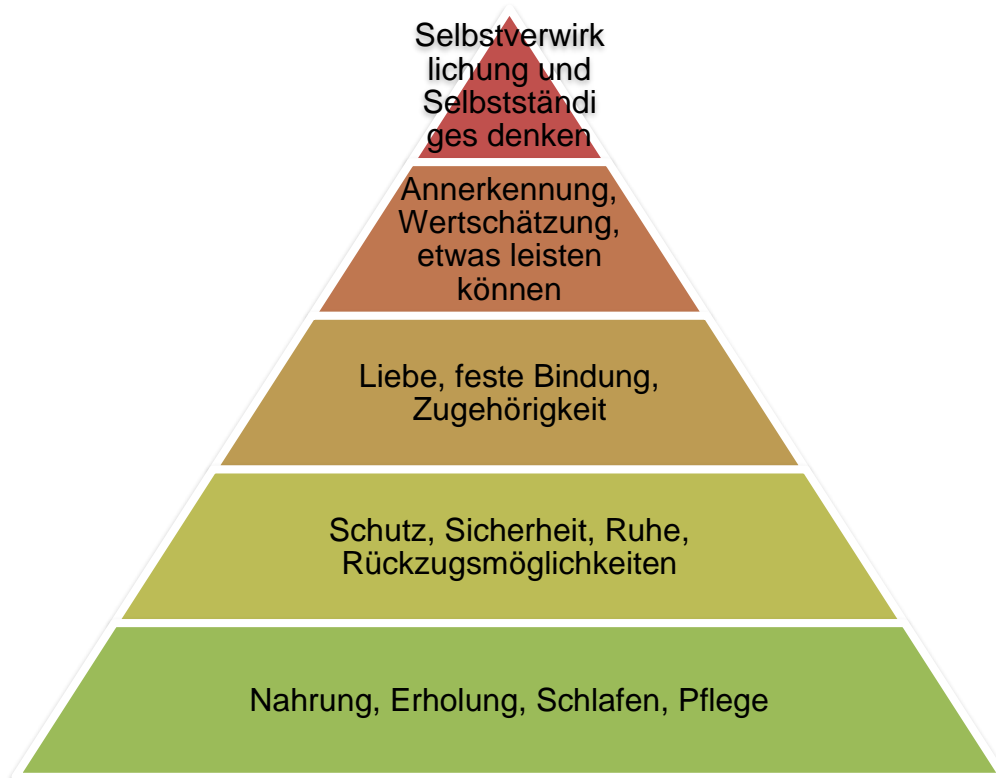 Selbstverwirk
lichung und
Selbstständi
ges denken
Annerkennung,
Wertschätzung,
etwas leisten
können
Liebe, feste Bindung,
Zugehörigkeit
Schutz, Sicherheit, Ruhe,
Rückzugsmöglichkeiten
Nahrung, Erholung, Schlafen, Pflege